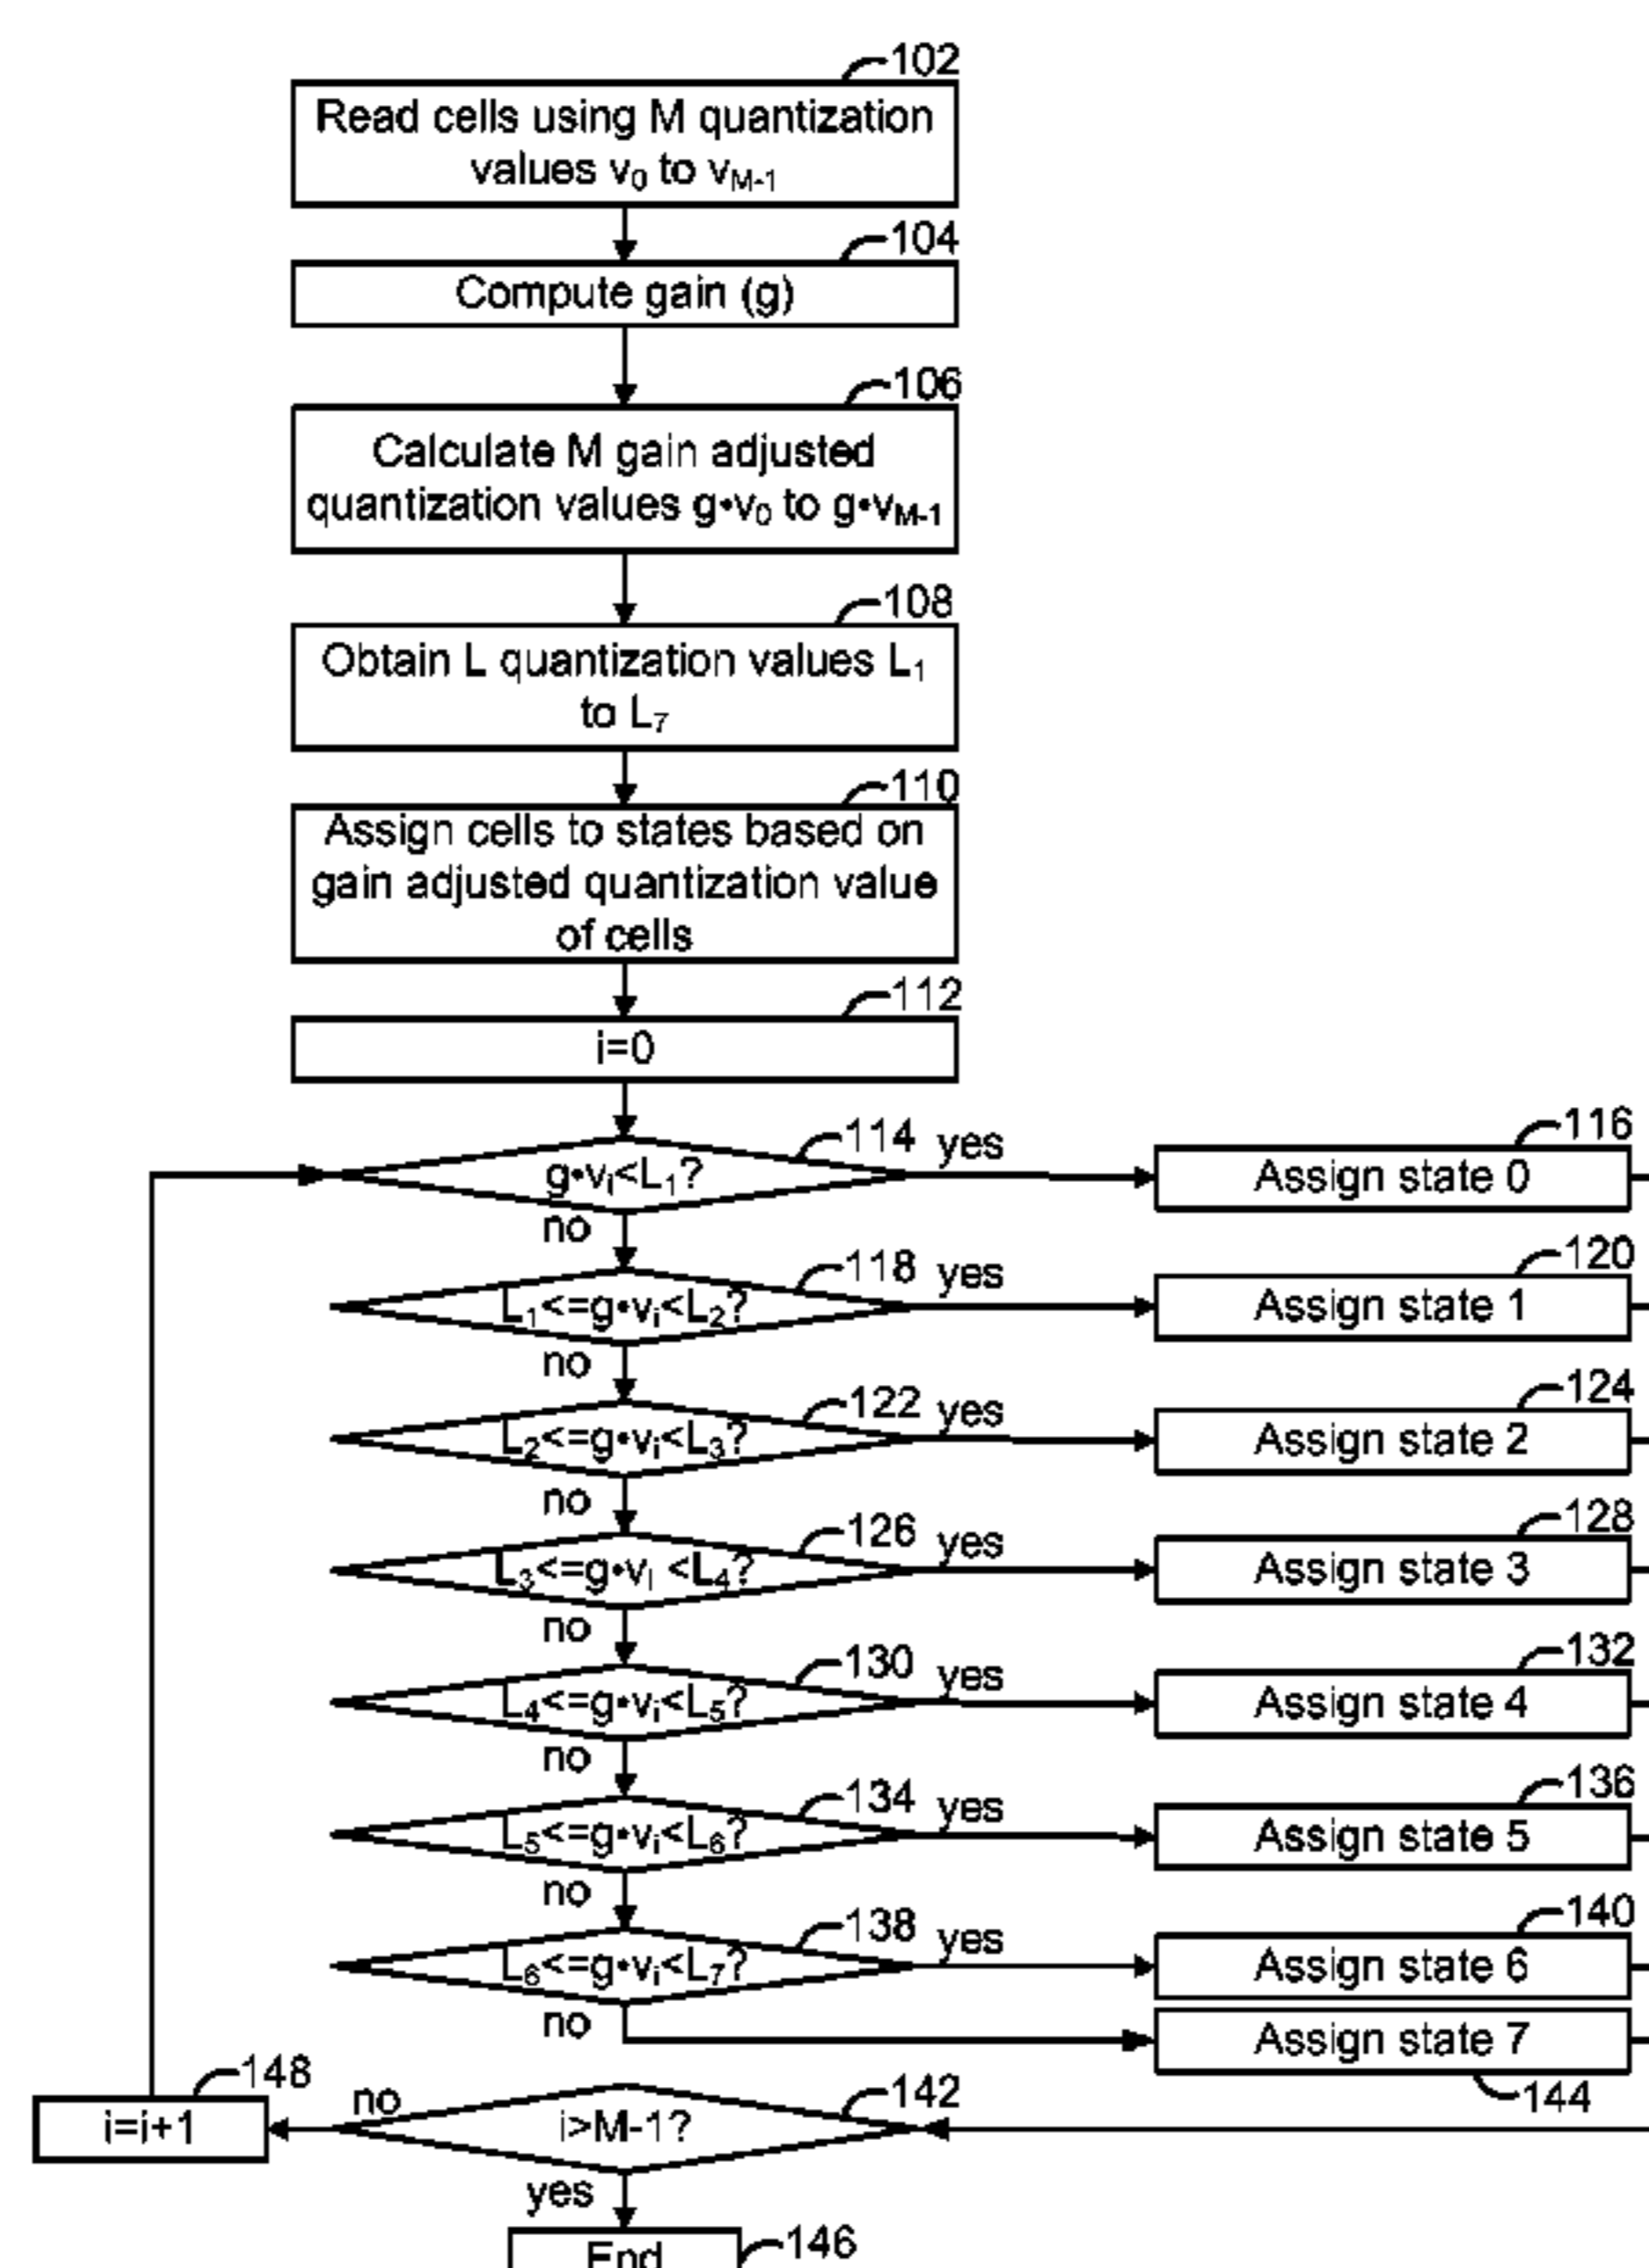 102
Read cells using M quantization
values v₀ to v_M-1
104
Compute gain (g)
106
Calculate M gain adjusted
quantization values g•v₀ to g•v_M-1
108
Obtain L quantization values L₁
to L₇
110
Assign cells to states based on
gain adjusted quantization value
of cells
112
i=0
114 yes 116
g•vᵢ<L₁?
Assign state 0
no
118 yes 120
L₁<=g•vᵢ<L₂?
Assign state 1
no
122 yes 124
L₂<=g•vᵢ<L₃?
Assign state 2
no
126 yes 128
L₃<=g•vᵢ <L₄?
Assign state 3
no
130 yes 132
L₄<=g•vᵢ<L₅?
Assign state 4
no
134 yes 136
L₅<=g•vᵢ<L₆?
Assign state 5
no
138 yes 140
L₆<=g•vᵢ<L₇?
Assign state 6
no
Assign state 7
144
148
i=i+1
no
142
i>M-1?
yes
End
146